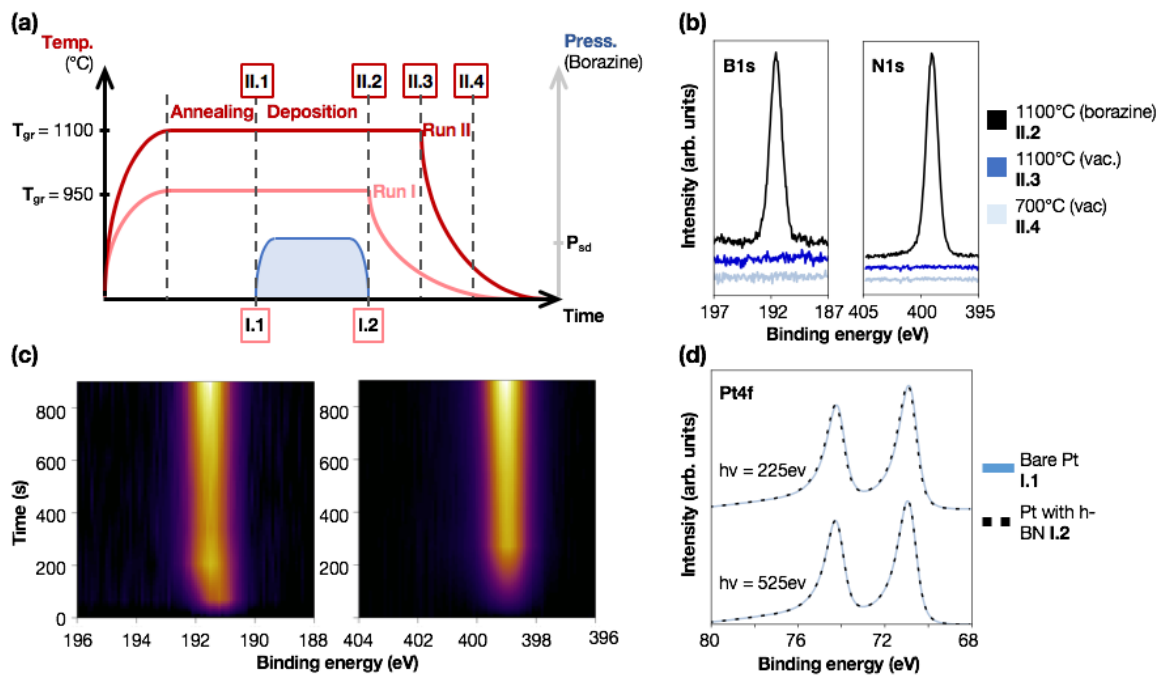 (a)
Temp.
(°C)
Press.
(Borazine)
II.1
II.2
II.3
II.4
Annealing
Deposition
Tgr = 1100
Run II
Tgr = 950
Run I
Psd
Time
I.1
I.2
(b)
B1s
N1s
Intensity (arb. units)
197 192 187
405 400 395
Binding energy (eV)
Binding energy (eV)
1100°C (borazine)
II.2
1100°C (vac.)
II.3
700°C (vac)
II.4
(c)
Time (s)
800
600
400
200
0
196 194 192 190 188
800
600
400
200
0
404 402 400 398 396
Binding energy (eV)
(d)
Pt4f
Intensity (arb. units)
hv = 225ev
hv = 525ev
80 76 72 68
Binding energy (eV)
Bare Pt
I.1
Pt with h-
BN I.2